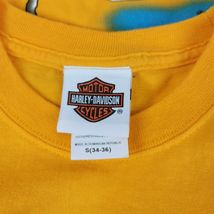 MOTOR
HARLEY-DAVIDSON
CYCLES
®
MADE IN DOMINICAN REPUBLIC
S(34-36)